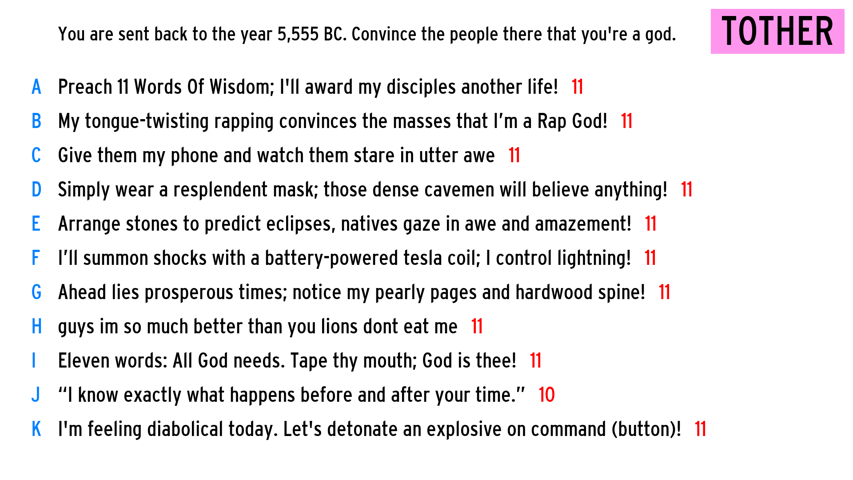 You are sent back to the year 5,555 BC. Convince the people there that you're a god.
TOTHER
A Preach 11 Words Of Wisdom; I'll award my disciples another life! 11
B My tongue-twisting rapping convinces the masses that I’m a Rap God! 11
C Give them my phone and watch them stare in utter awe 11
D Simply wear a resplendent mask; those dense cavemen will believe anything! 11
E Arrange stones to predict eclipses, natives gaze in awe and amazement! 11
F I’ll summon shocks with a battery-powered tesla coil; I control lightning! 11
G Ahead lies prosperous times; notice my pearly pages and hardwood spine! 11
H guys im so much better than you lions dont eat me 11
I Eleven words: All God needs. Tape thy mouth; God is thee! 11
J “I know exactly what happens before and after your time.” 10
K I'm feeling diabolical today. Let's detonate an explosive on command (button)! 11